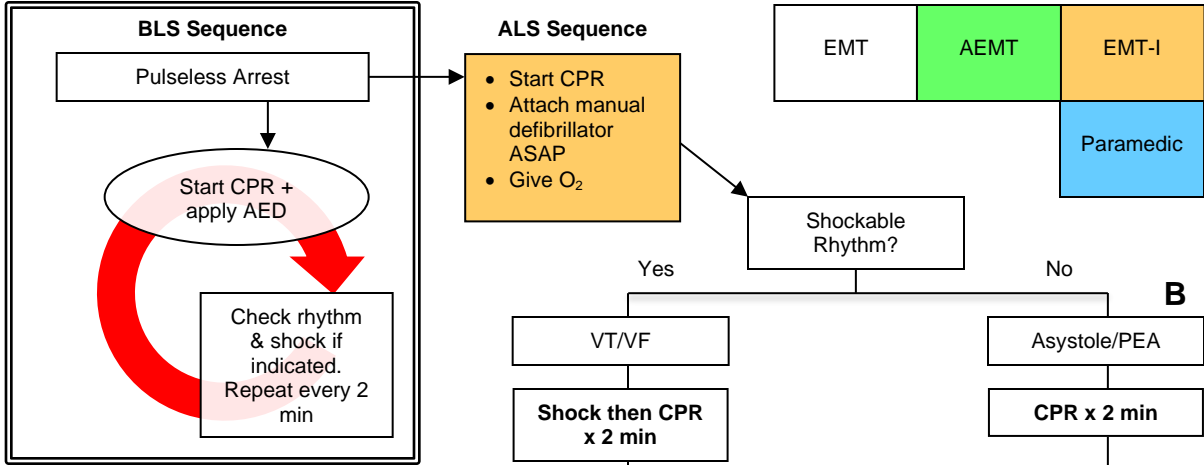 BLS Sequence
Pulseless Arrest
Start CPR +
apply AED
Check rhythm
& shock if
indicated.
Repeat every 2
min
ALS Sequence
• Start CPR
• Attach manual
defibrillator
ASAP
• Give O₂
EMT
AEMT
EMT-I
Paramedic
Shockable
Rhythm?
Yes
No
B
VT/VF
Asystole/PEA
Shock then CPR
x 2 min
CPR x 2 min